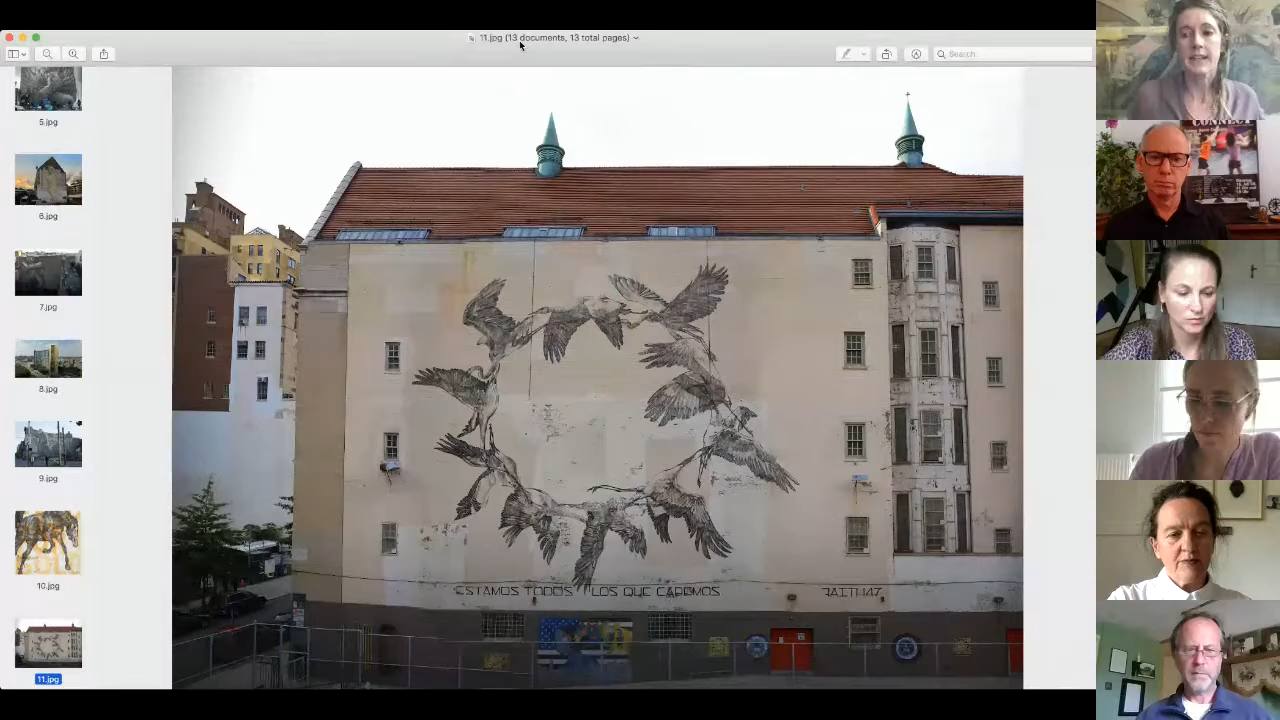 11.jpg (13 documents, 13 total pages)
Search
5.jpg
6.jpg
7.jpg
8.jpg
9.jpg
10.jpg
11.jpg
ESTAMOS TODOS LOS QUE CABEMOS
FAITH47
CONNECT